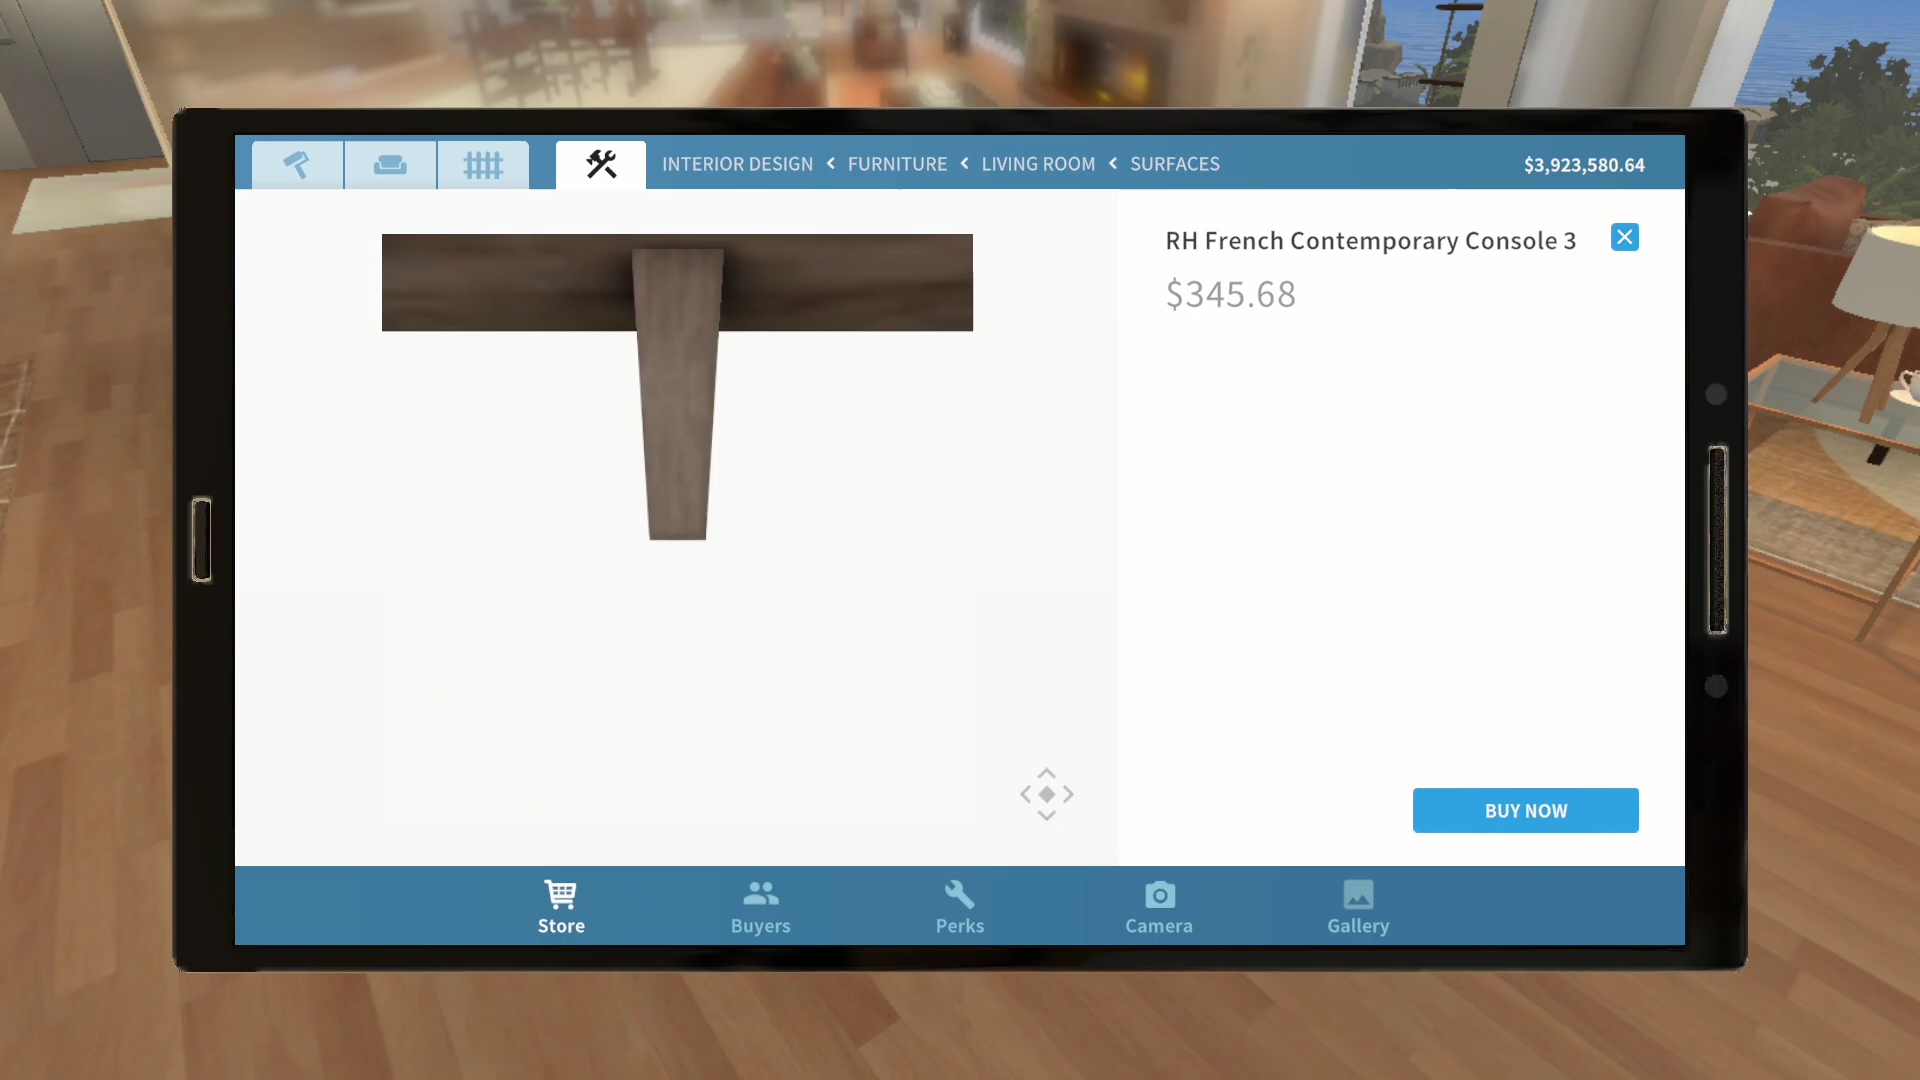 INTERIOR DESIGN < FURNITURE < LIVING ROOM < SURFACES
$3,923,580.64
RH French Contemporary Console 3
$345.68
BUY NOW
Store
Buyers
Perks
Camera
Gallery